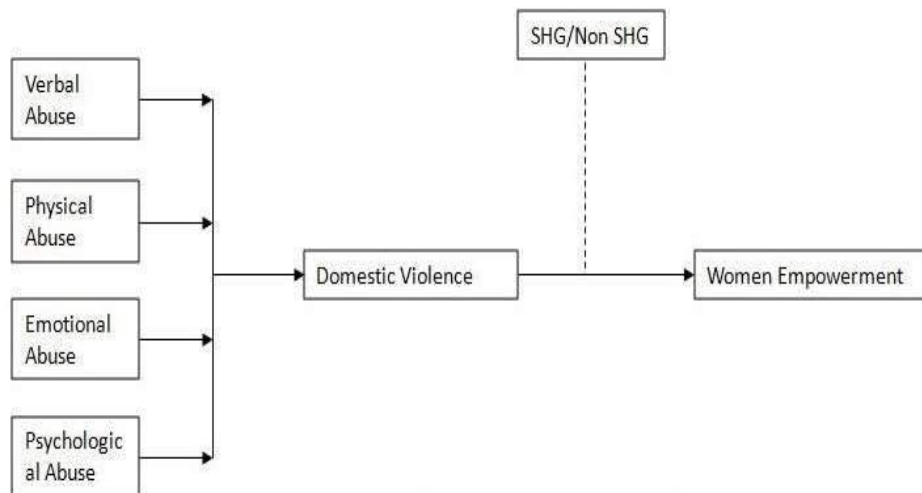 SHG/Non SHG
Verbal
Abuse
Physical
Abuse
Domestic Violence
Women Empowerment
Emotional
Abuse
Psychologic
al Abuse